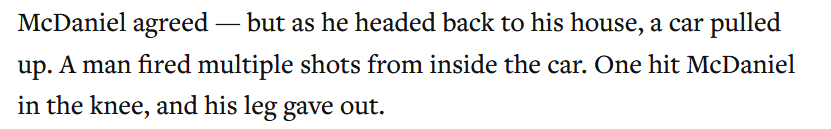 McDaniel agreed — but as he headed back to his house, a car pulled
up. A man fired multiple shots from inside the car. One hit McDaniel
in the knee, and his leg gave out.